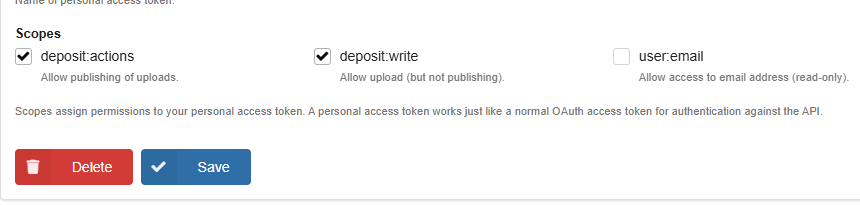 Name of personal access token.
Scopes
deposit:actions deposit:write user:email
Allow publishing of uploads. Allow upload (but not publishing). Allow access to email address (read-only).
Scopes assign permissions to your personal access token. A personal access token works just like a normal OAuth access token for authentication against the API.
Delete Save